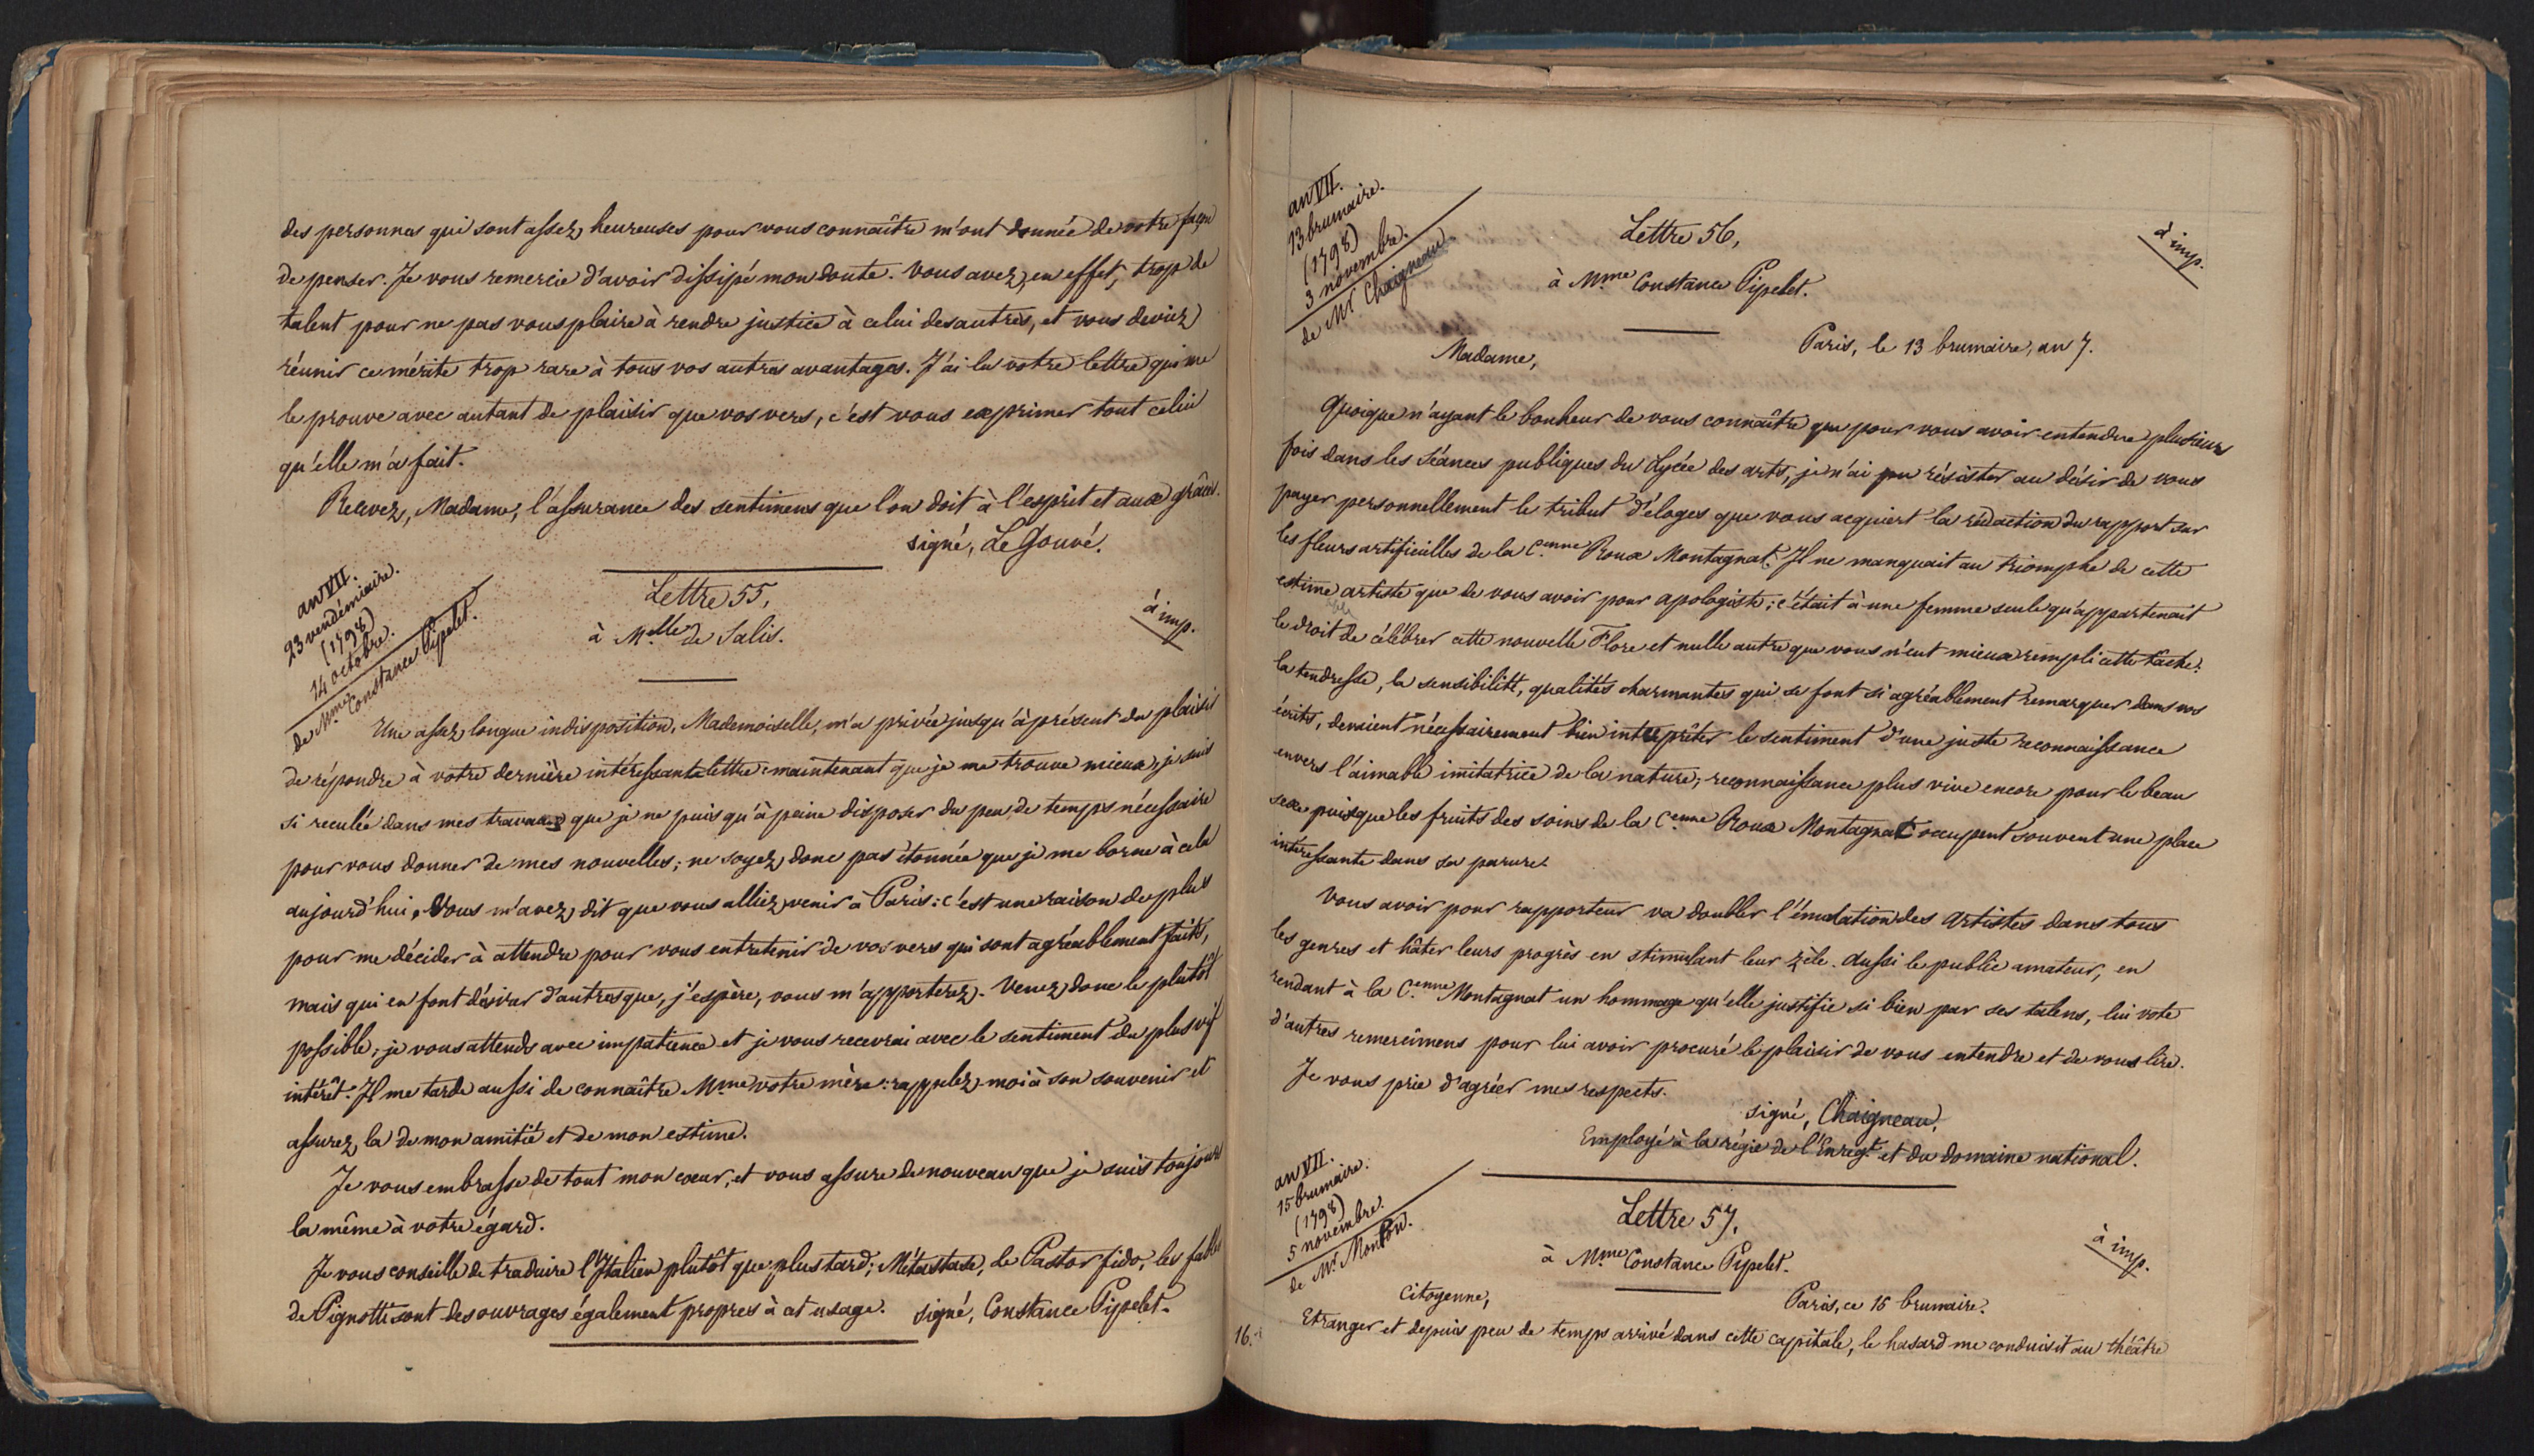 des personnes qui sont assez heureuses pour vous connaître m'ont donnée de votre façon
de penser. Je vous remercie d'avoir dissipé mon doute. Vous avez, en effet, trop de
talent pour ne pas vous plaire à rendre justice à celui des autres, et vous deviez
réunir ce mérite trop rare à tous vos autres avantages. J'ai lu votre lettre qui me
le prouve avec autant de plaisir que vos vers, c'est vous exprimer tout celui
qu'elle m'a fait.
Recevez, Madame, l'assurance des sentimens que l'on doit à l'esprit et aux grâces.
signé, Le Gouvé.
an VII.
23 vendémiaire.
(1798)
14 octobre.
de Mme Constance Pipelet.
Lettre 55,
à Melle de Salis.
à imp.
Une assez longue indisposition, Mademoiselle, m'a privée jusqu'à présent du plaisir
de répondre à votre dernière intéressante lettre : maintenant que je me trouve mieux, je suis
si reculée dans mes travaux que je ne puis qu'à peine disposer du peu de temps nécessaire
pour vous donner de mes nouvelles ; ne soyez donc pas étonnée que je me borne à cela
aujourd'hui. Vous m'avez dit que vous alliez venir à Paris : c'est une raison de plus
pour me décider à attendre pour vous entretenir de vos vers qui sont agréablement faits,
mais qui en font désirer d'autres que, j'espère, vous m'apporterez. Venez donc le plutôt
possible ; je vous attends avec impatience et je vous recevrai avec le sentiment du plus vif
intérêt. Il me tarde aussi de connaître Mme votre mère : rappelez-moi à son souvenir et
assurez la de mon amitié et de mon estime.
Je vous embrasse de tout mon cœur, et vous assure de nouveau que je suis toujours
la même à votre égard.
Je vous conseille de traduire l'Italien plutôt que plus tard ; Métastase, le Pastor fido, les fables
de Pignotti sont des ouvrages également propres à cet usage. signé, Constance Pipelet.
an VII.
13 brumaire.
(1798)
3 novembre.
de Mr Chaigneau
Lettre 56,
à Mme Constance Pipelet.
à imp.
Paris, le 13 brumaire, an 7.
Madame,
Quoique n'ayant le bonheur de vous connaître que pour vous avoir entendue plusieurs
fois dans les séances publiques du Lycée des arts, je n'ai pu résister au désir de vous
payer personnellement le tribut d'éloges que vous acquiert la rédaction du rapport sur
les fleurs artificielles de la Cenne Roux Montagnat. Il ne manquait au triomphe de cette
estime artiste que de vous avoir pour apologiste ; c'était à une femme seule qu'appartenait
le droit de célébrer cette nouvelle Flore et nulle autre que vous n'eut mieux rempli cette tâche.
la tendresse, la sensibilité, qualités charmantes qui se font si agréablement remarquer dans vos
écrits, devaient nécessairement bien interpréter le sentiment d'une juste reconnaissance
envers l'aimable imitatrice de la nature ; reconnaissance plus vive encore pour le beau
sexe puisque les fruits des soins de la Cenne Roux Montagnat occupent souvent une place
intéressante dans sa parure.
Vous avoir pour rapporteur va doubler l'émulation des artistes dans tous
les genres et hâter leurs progrès en stimulant leur zèle. Aussi le public amateur, en
rendant à la Cenne Montagnat un hommage qu'elle justifie si bien par ses talens, lui vote
d'autres remercîmens pour lui avoir procuré le plaisir de vous entendre et de vous lire.
Je vous prie d'agréer mes respects.
signé, Chaigneau,
Employé à la régie de l'Enregt et du domaine national.
an VII.
15 brumaire.
(1798)
5 novembre.
de Mr
Lettre 57.
à Mme Constance Pipelet.
à imp.
Paris, ce 15 brumaire.
Citoyenne,
Etranger et depuis peu de temps arrivé dans cette capitale, le hasard me conduisit au théâtre
16.